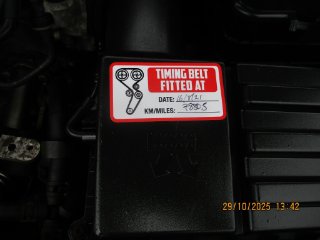 TIMING BELT
FITTED AT
DATE:
KM/MILES:
29/10/2025 13:42